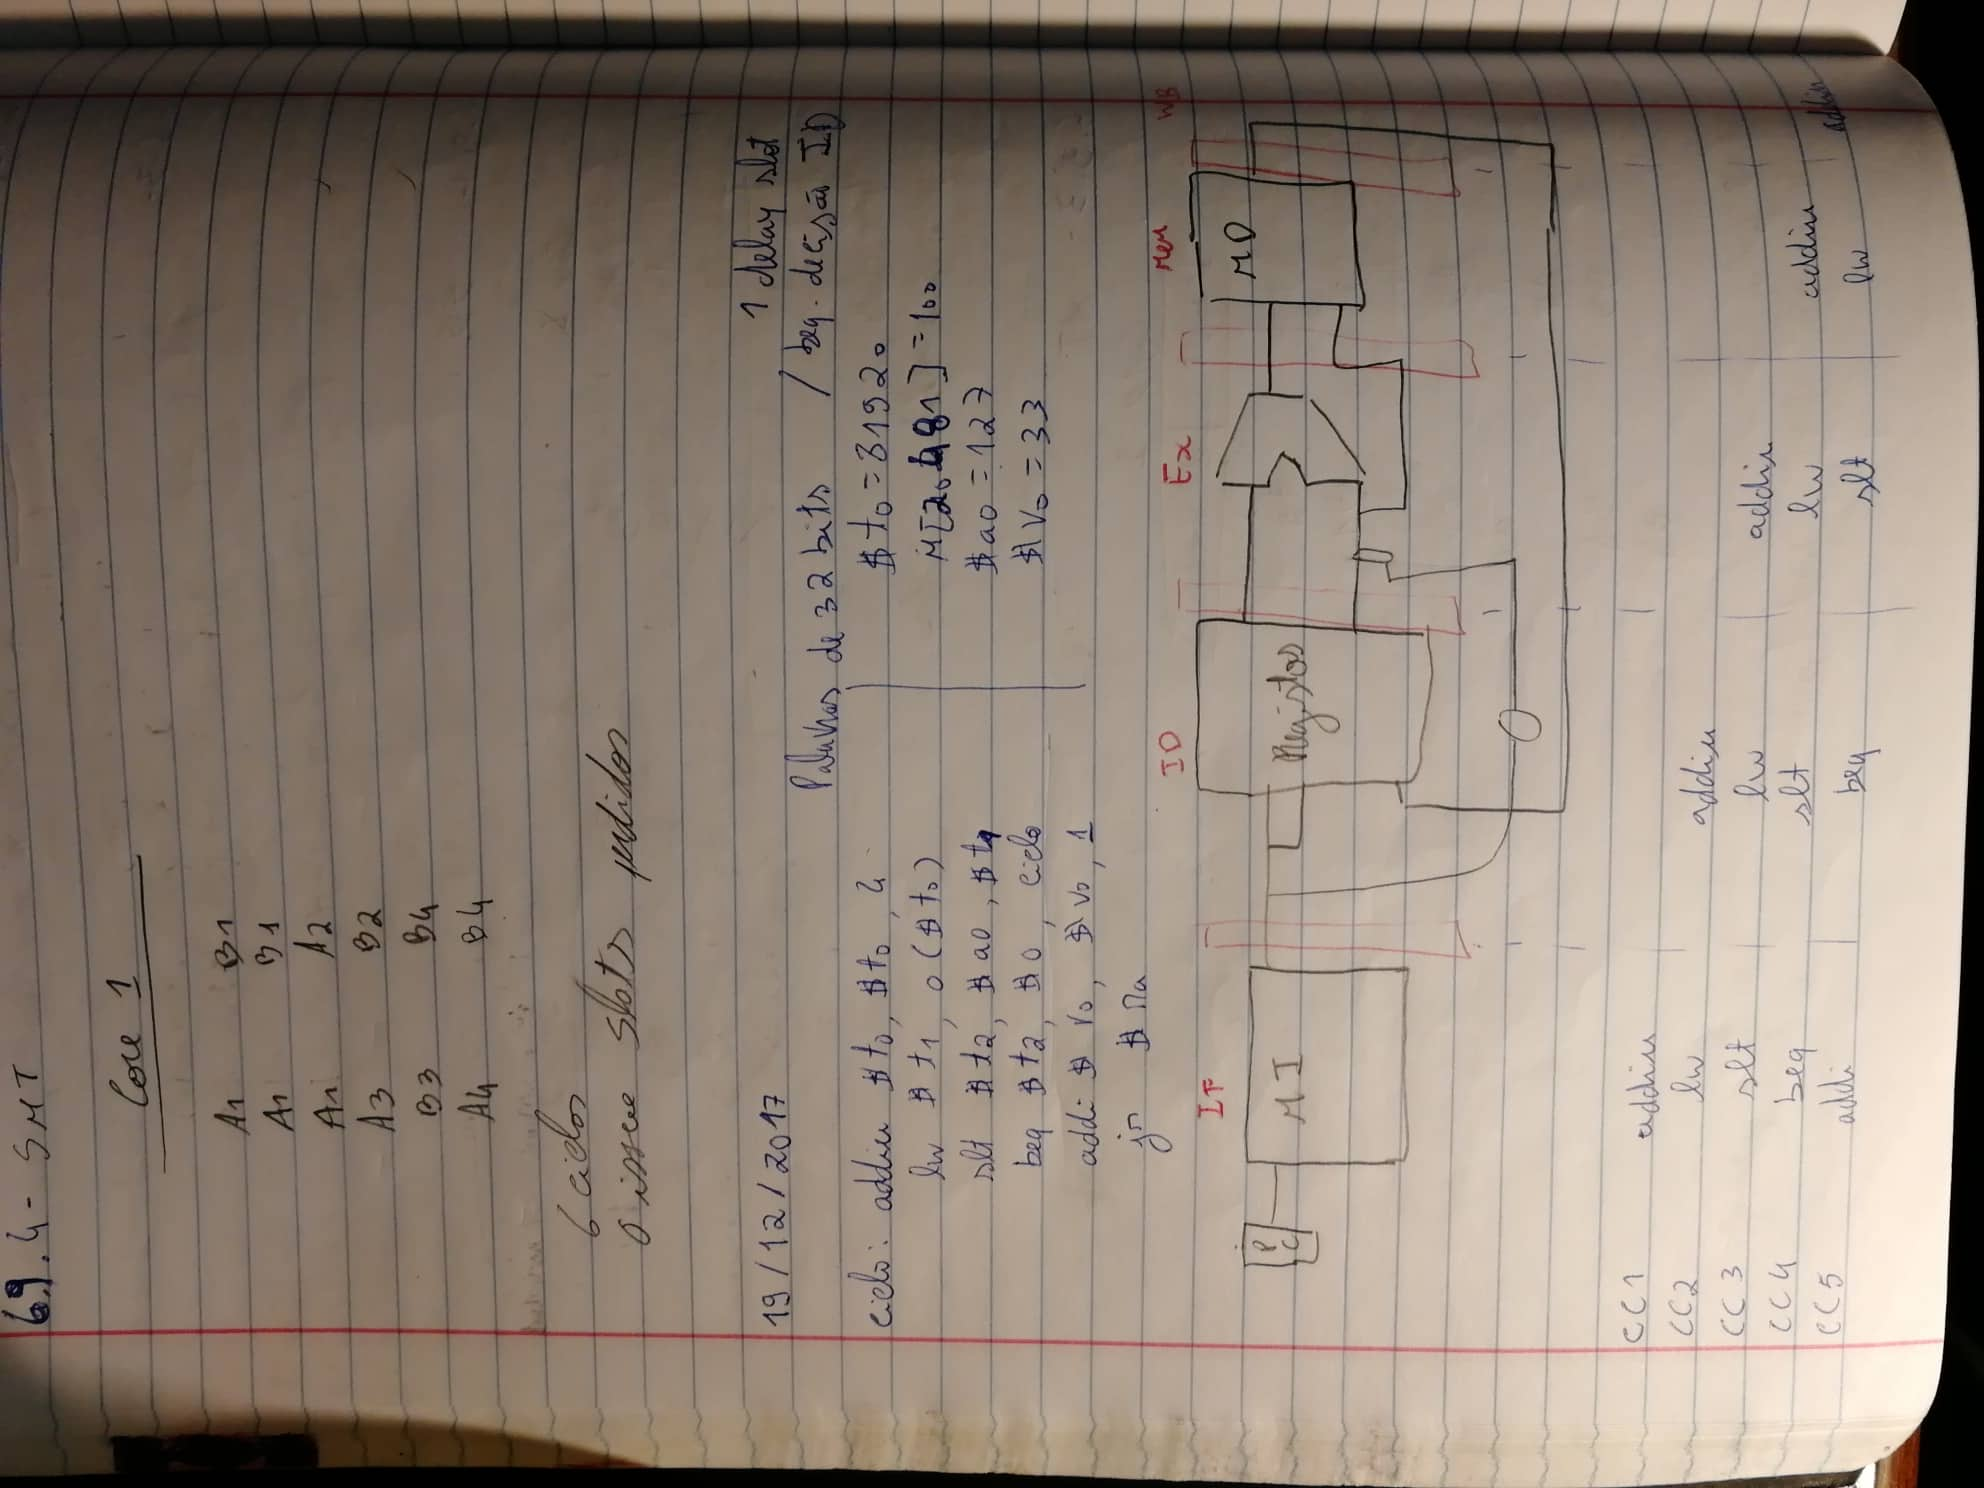 6.9.4 - SMT
Core 1
A1 B1
A1 B1
A1 A2
A3 B2
B3 B4
A4 B4
6 ciclos
0 issue slots perdidos
19/12/2017
1 delay slot
Palavras de 32 bits / beq. decisão ID
ciclo: addiu $t0, $t0, 4
$t0 = 31920
lw $t1, 0($t0)
= 100
slt $t2, $a0, $t1
$a0 = 127
beq $t2, $0, ciclo
$v0 = 33
addi $v0, $v0, 1
jr $ra
IF ID Ex Mem WB
PC MI Registos MD
CC1 addiu
CC2 lw addiu
CC3 slt lw addiu
CC4 beq slt lw addiu
CC5 addi beq slt lw addiu